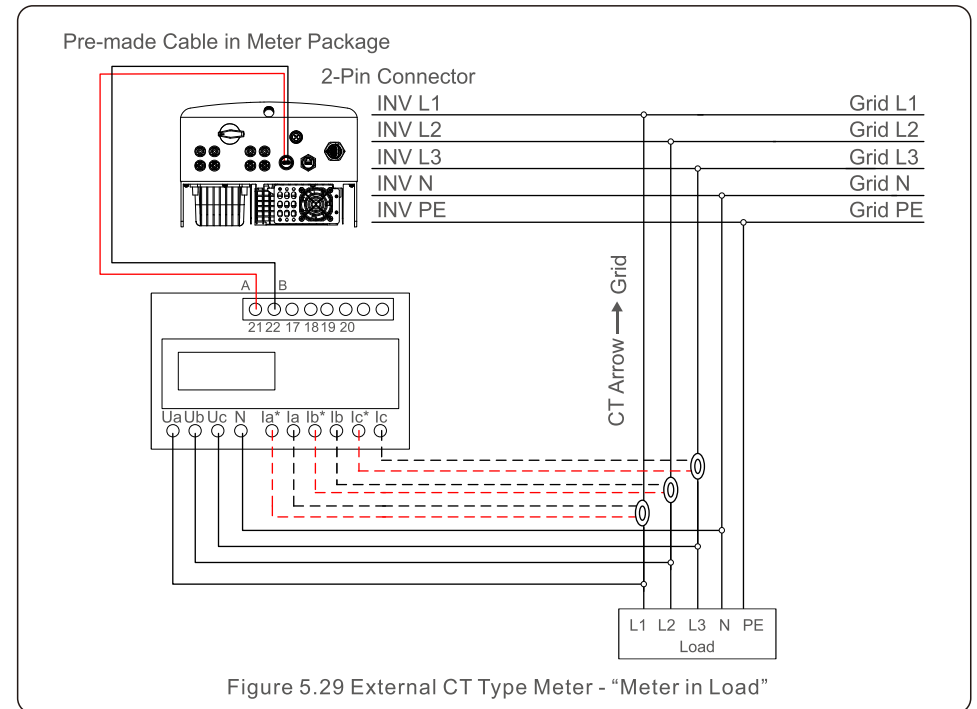 Pre-made Cable in Meter Package
2-Pin Connector
INV L1 Grid L1
INV L2 Grid L2
INV L3 Grid L3
INV N Grid N
INV PE Grid PE
CT Arrow → Grid
A B
21 22 17 18 19 20
Ua Ub Uc N Ia* Ia Ib* Ib Ic* Ic
L1 L2 L3 N PE
Load
Figure 5.29 External CT Type Meter - “Meter in Load”